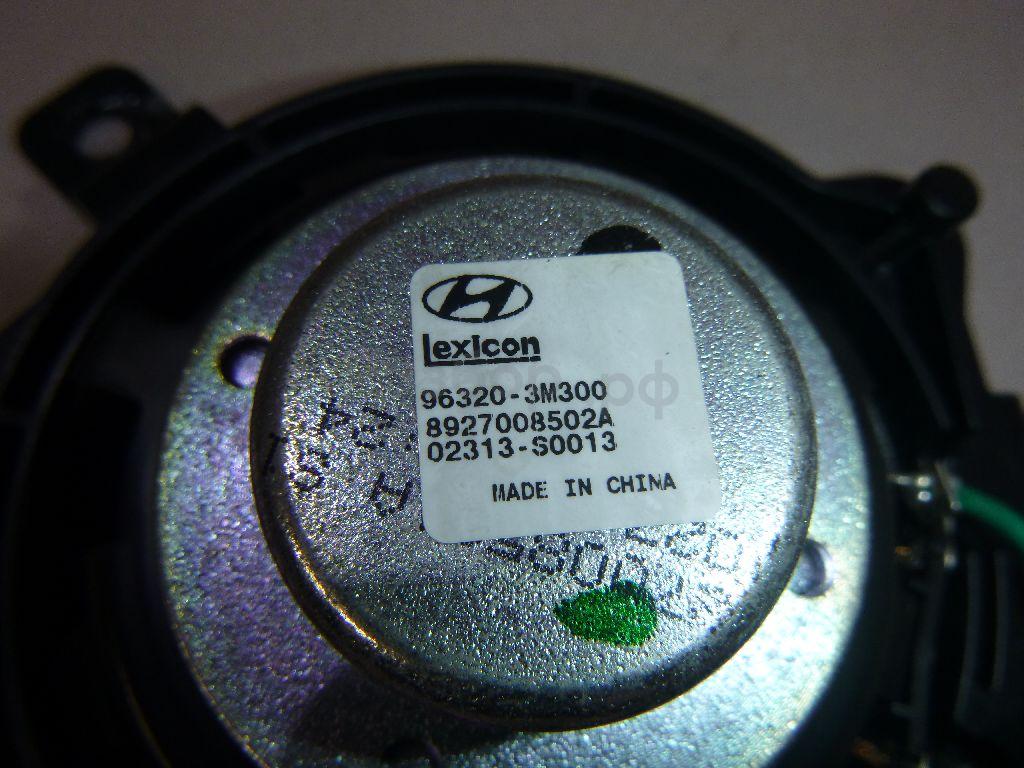 Lexicon
96320-3M300
8927008502A
02313-S0013
MADE IN CHINA